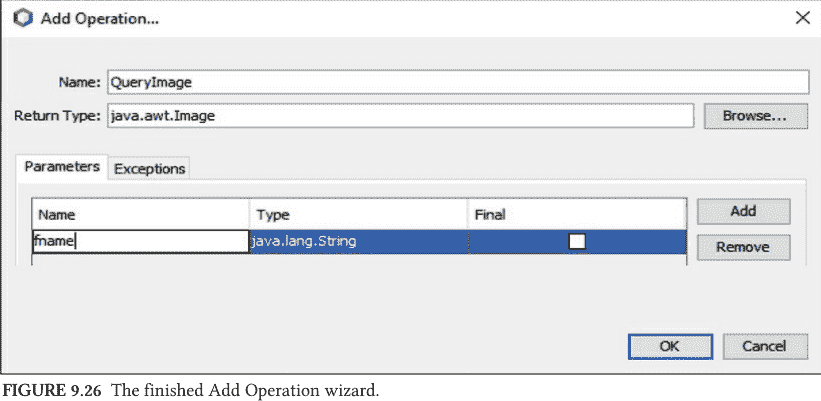 Add Operation...
Name: QueryImage
Return Type: java.awt.Image Browse...
Parameters Exceptions
Name Type Final Add
fname java.lang.String Remove
OK Cancel
FIGURE 9.26 The finished Add Operation wizard.